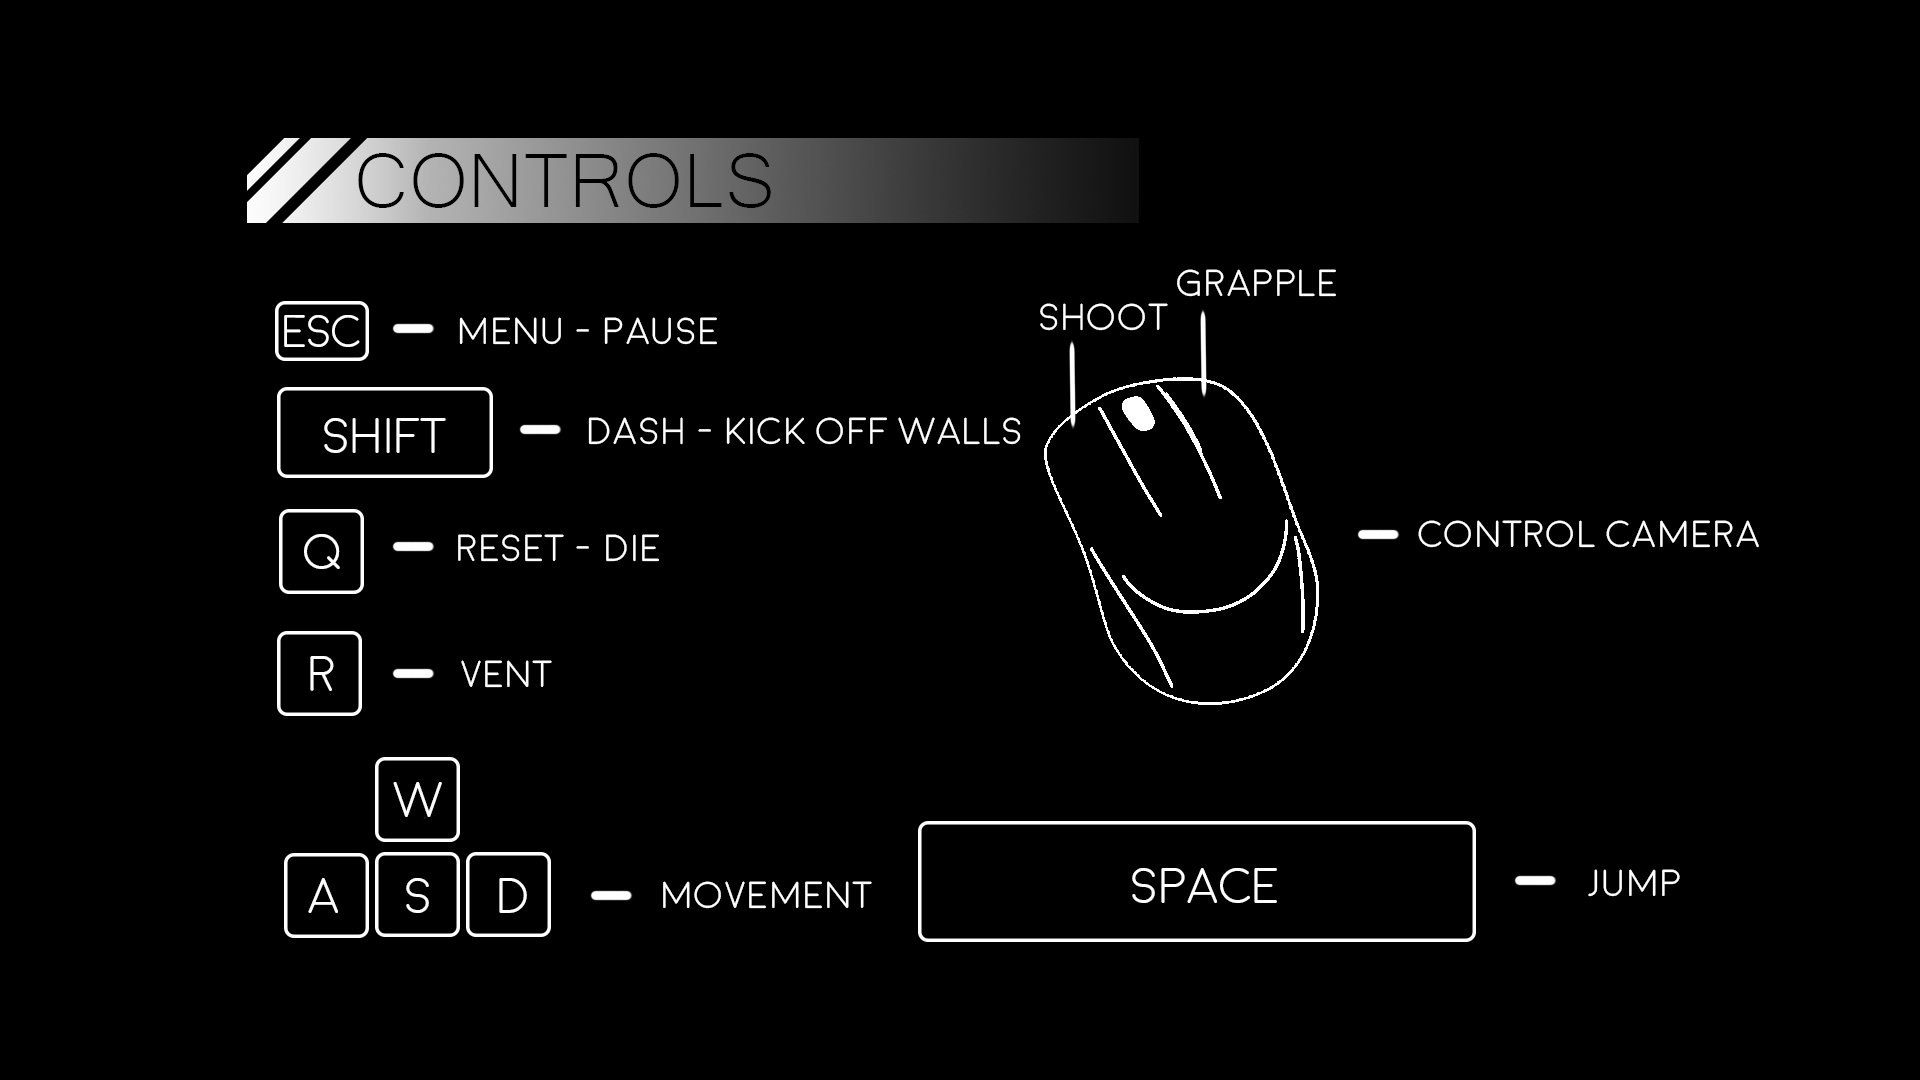 CONTROLS
ESC - MENU - PAUSE
SHIFT - DASH - KICK OFF WALLS
Q - RESET - DIE
R - VENT
W
A S D - MOVEMENT
SHOOT
GRAPPLE
- CONTROL CAMERA
SPACE - JUMP